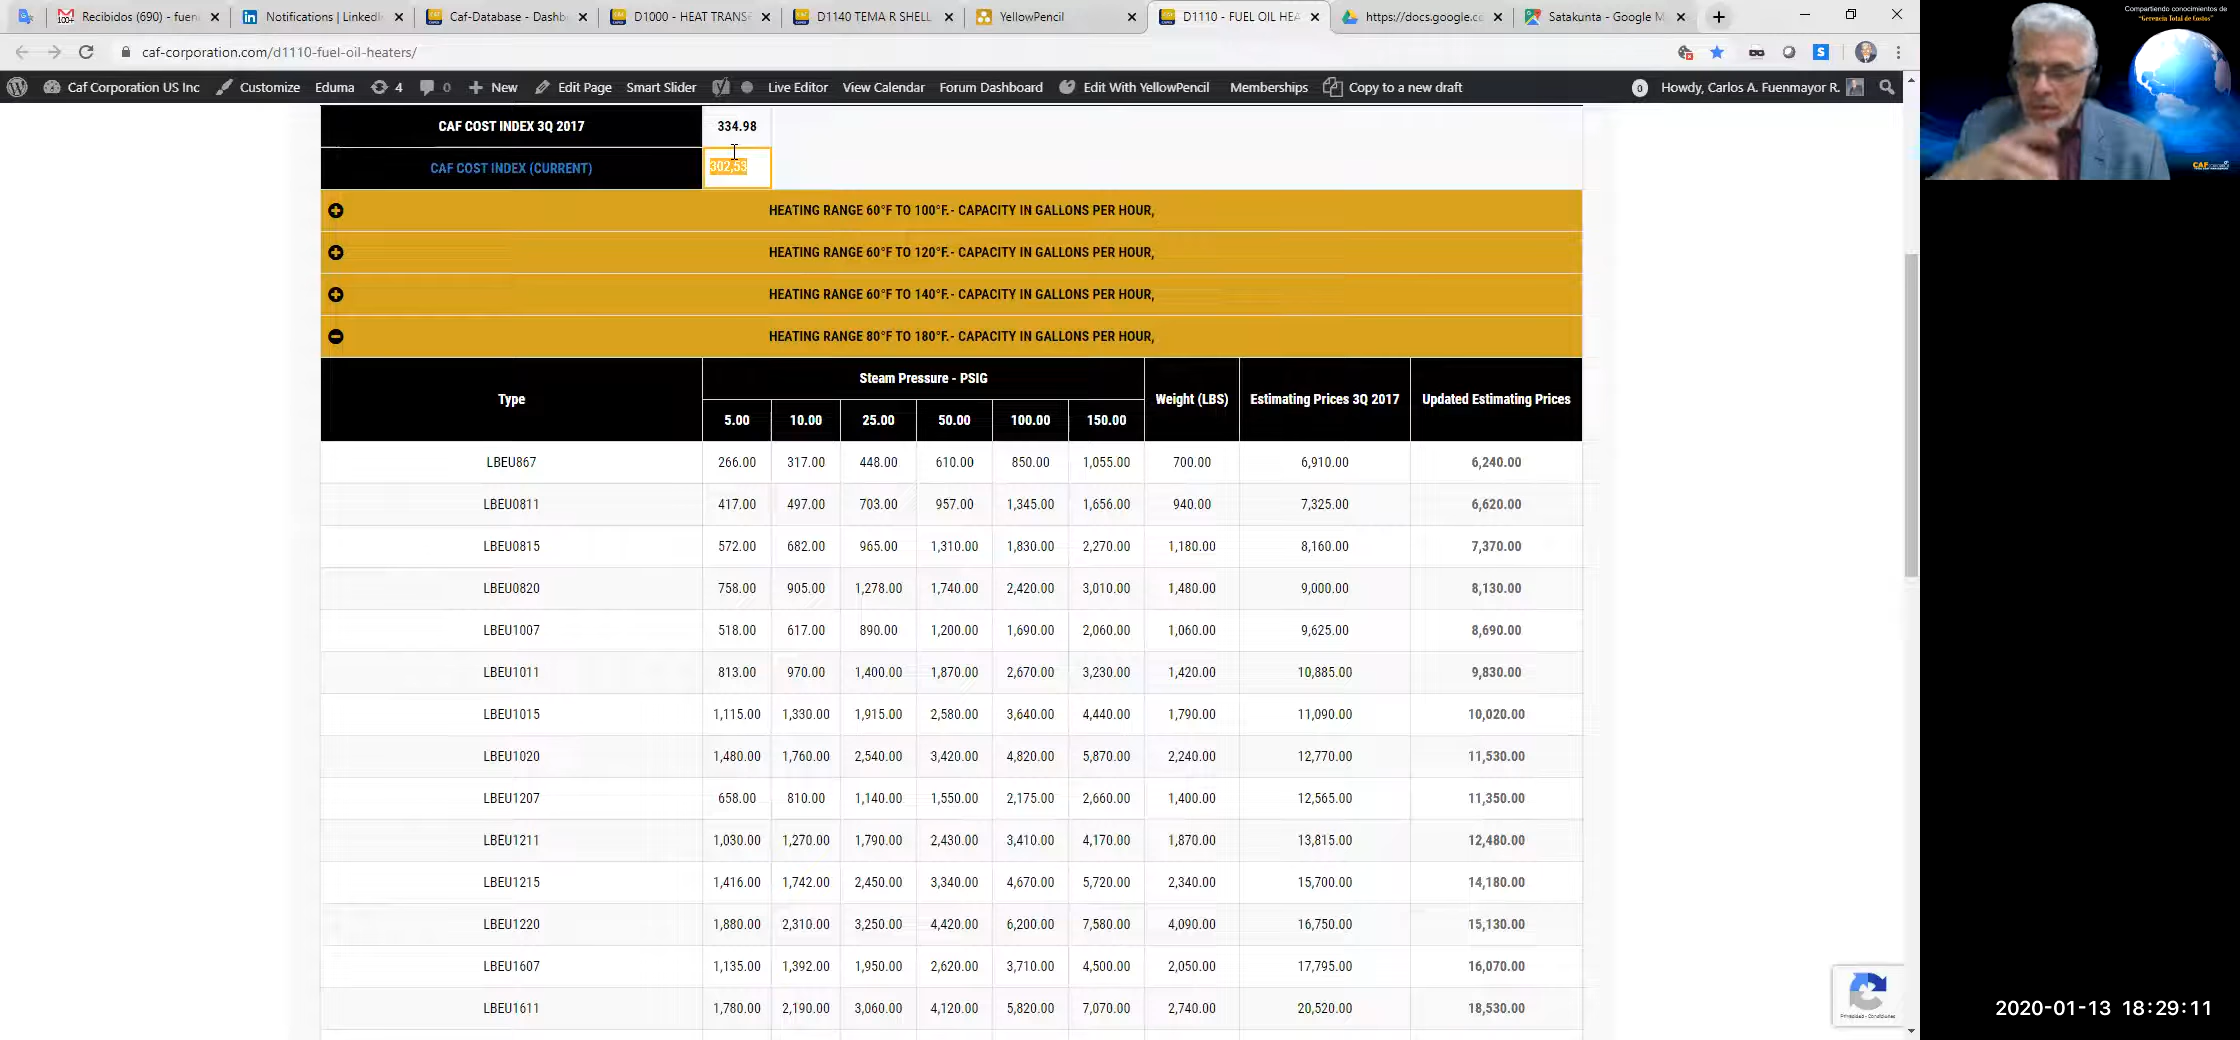 Recibidos (690) - fuen
Notifications | LinkedI
Caf-Database - Dashb
D1000 - HEAT TRANSF
D1140 TEMA R SHELL
YellowPencil
D1110 - FUEL OIL HEA
https://docs.google.co
Satakunta - Google M
caf-corporation.com/d1110-fuel-oil-heaters/
Caf Corporation US Inc Customize Eduma 4 0 New Edit Page Smart Slider Live Editor View Calendar Forum Dashboard Edit With YellowPencil Memberships Copy to a new draft 0 Howdy, Carlos A. Fuenmayor R.
CAF COST INDEX 3Q 2017 334.98
CAF COST INDEX (CURRENT) 302,53
HEATING RANGE 60°F TO 100°F.- CAPACITY IN GALLONS PER HOUR,
HEATING RANGE 60°F TO 120°F.- CAPACITY IN GALLONS PER HOUR,
HEATING RANGE 60°F TO 140°F.- CAPACITY IN GALLONS PER HOUR,
HEATING RANGE 80°F TO 180°F.- CAPACITY IN GALLONS PER HOUR,
Type Steam Pressure - PSIG Weight (LBS) Estimating Prices 3Q 2017 Updated Estimating Prices
5.00 10.00 25.00 50.00 100.00 150.00
LBEU867 266.00 317.00 448.00 610.00 850.00 1,055.00 700.00 6,910.00 6,240.00
LBEU0811 417.00 497.00 703.00 957.00 1,345.00 1,656.00 940.00 7,325.00 6,620.00
LBEU0815 572.00 682.00 965.00 1,310.00 1,830.00 2,270.00 1,180.00 8,160.00 7,370.00
LBEU0820 758.00 905.00 1,278.00 1,740.00 2,420.00 3,010.00 1,480.00 9,000.00 8,130.00
LBEU1007 518.00 617.00 890.00 1,200.00 1,690.00 2,060.00 1,060.00 9,625.00 8,690.00
LBEU1011 813.00 970.00 1,400.00 1,870.00 2,670.00 3,230.00 1,420.00 10,885.00 9,830.00
LBEU1015 1,115.00 1,330.00 1,915.00 2,580.00 3,640.00 4,440.00 1,790.00 11,090.00 10,020.00
LBEU1020 1,480.00 1,760.00 2,540.00 3,420.00 4,820.00 5,870.00 2,240.00 12,770.00 11,530.00
LBEU1207 658.00 810.00 1,140.00 1,550.00 2,175.00 2,660.00 1,400.00 12,565.00 11,350.00
LBEU1211 1,030.00 1,270.00 1,790.00 2,430.00 3,410.00 4,170.00 1,870.00 13,815.00 12,480.00
LBEU1215 1,416.00 1,742.00 2,450.00 3,340.00 4,670.00 5,720.00 2,340.00 15,700.00 14,180.00
LBEU1220 1,880.00 2,310.00 3,250.00 4,420.00 6,200.00 7,580.00 4,090.00 16,750.00 15,130.00
LBEU1607 1,135.00 1,392.00 1,950.00 2,620.00 3,710.00 4,500.00 2,050.00 17,795.00 16,070.00
LBEU1611 1,780.00 2,190.00 3,060.00 4,120.00 5,820.00 7,070.00 2,740.00 20,520.00 18,530.00
Privacidad - Condiciones
Compartiendo conocimientos de
"Gerencia Total de Costos"
CAF
2020-01-13 18:29:11